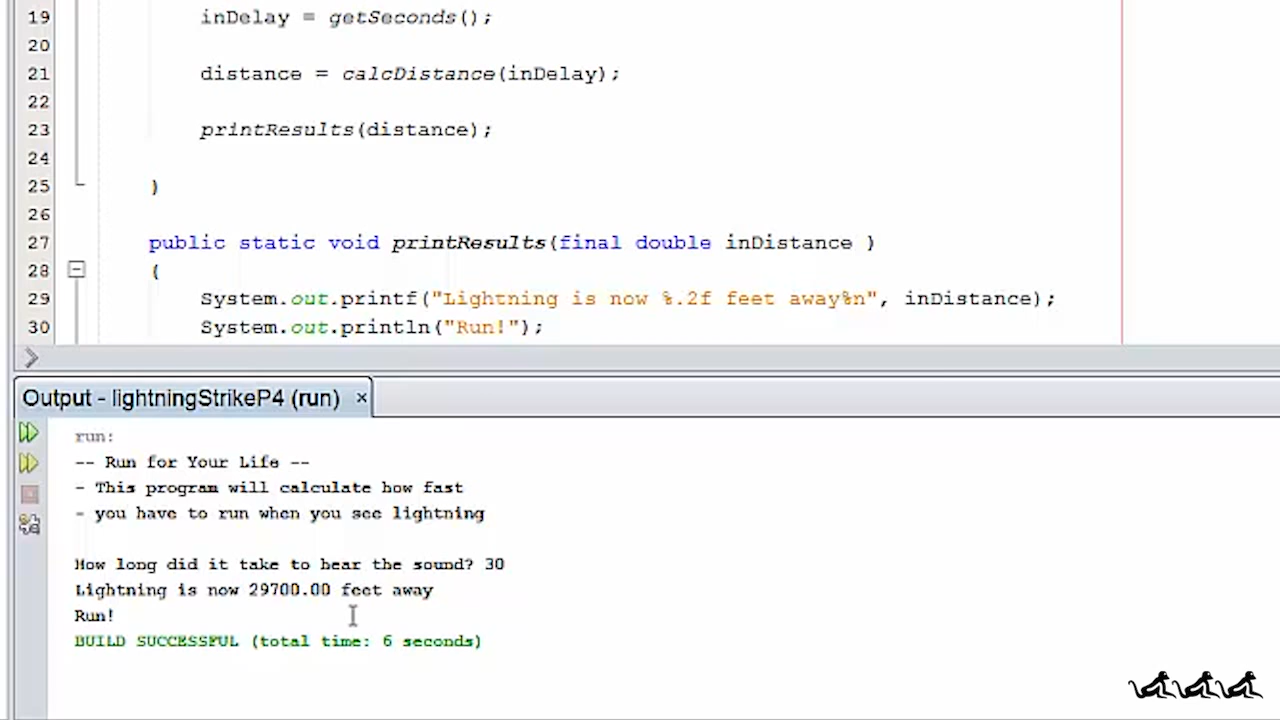 19 inDelay = getSeconds();
20
21 distance = calcDistance(inDelay);
22
23 printResults(distance);
24
25 }
26
27 public static void printResults(final double inDistance )
28 {
29 System.out.printf("Lightning is now %.2f feet away%n", inDistance);
30 System.out.println("Run!");
Output - lightningStrikeP4 (run) ×
run:
-- Run for Your Life --
- This program will calculate how fast
- you have to run when you see lightning
How long did it take to hear the sound? 30
Lightning is now 29700.00 feet away
Run!
BUILD SUCCESSFUL (total time: 6 seconds)